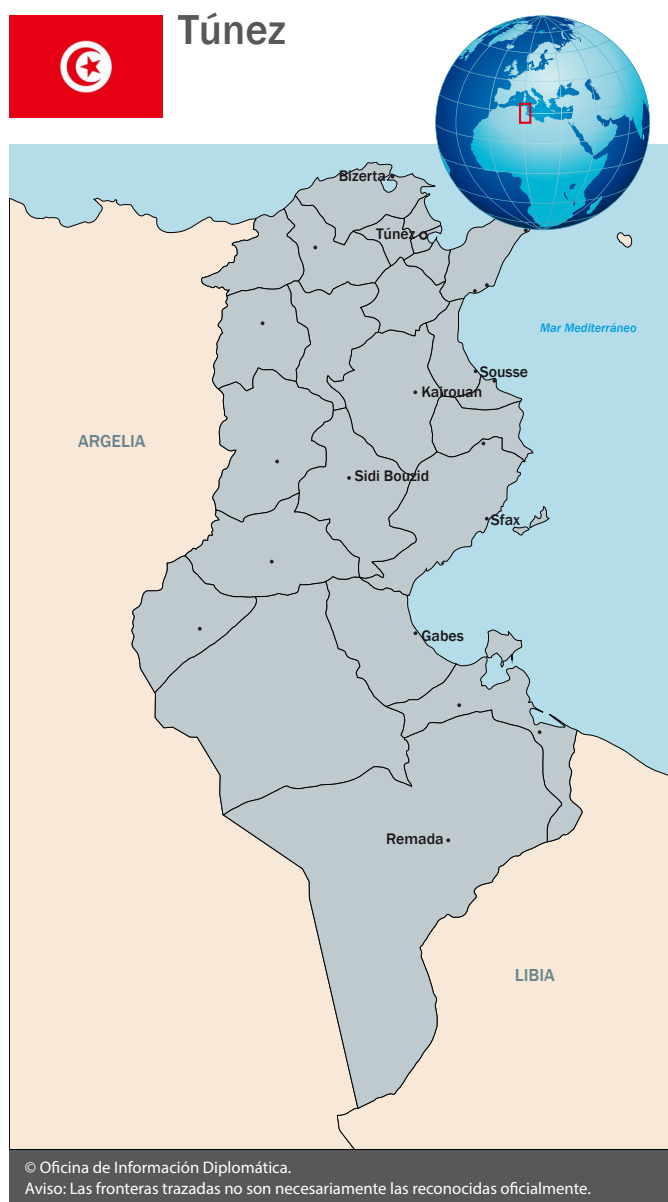 Túnez
Bizerta
Túnez
Mar Mediterráneo
Sousse
Kairouan
ARGELIA
Sidi Bouzid
Sfax
Gabes
Remada
LIBIA
© Oficina de Información Diplomática.
Aviso: Las fronteras trazadas no son necesariamente las reconocidas oficialmente.